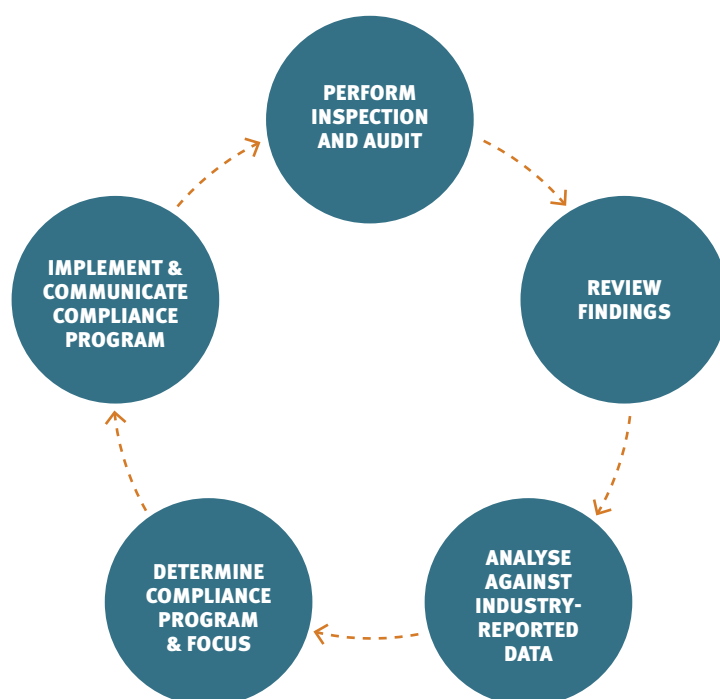 PERFORM
INSPECTION
AND AUDIT
REVIEW
FINDINGS
ANALYSE
AGAINST
INDUSTRY-
REPORTED
DATA
DETERMINE
COMPLIANCE
PROGRAM
& FOCUS
IMPLEMENT &
COMMUNICATE
COMPLIANCE
PROGRAM